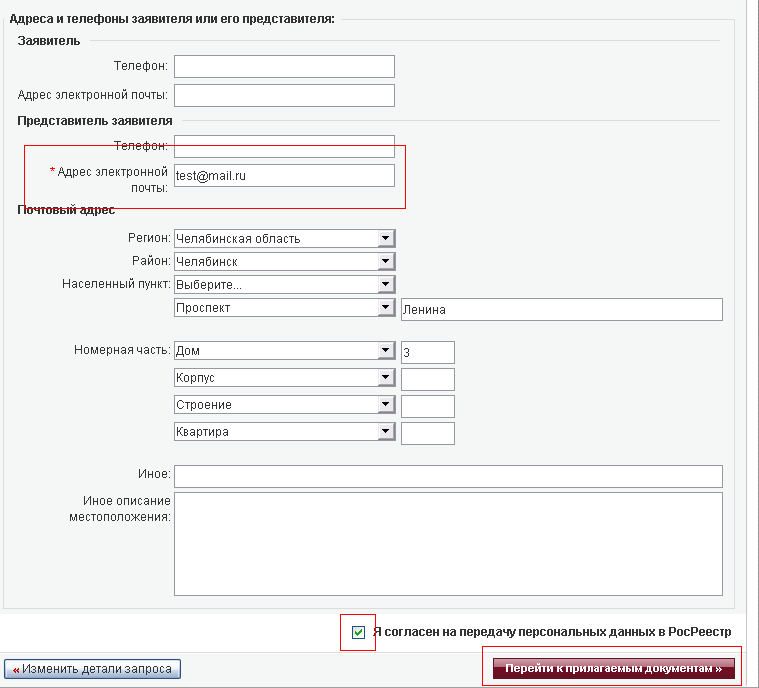 Адреса и телефоны заявителя или его представителя:
Заявитель
Телефон:
Адрес электронной почты:
Представитель заявителя
Телефон:
* Адрес электронной
почты: test@mail.ru
Почтовый адрес
Регион: Челябинская область
Район: Челябинск
Населенный пункт: Выберите...
Проспект Ленина
Номерная часть: Дом 3
Корпус
Строение
Квартира
Иное:
Иное описание
местоположения:
Я согласен на передачу персональных данных в РосРеестр
« Изменить детали запроса Перейти к прилагаемым документам »